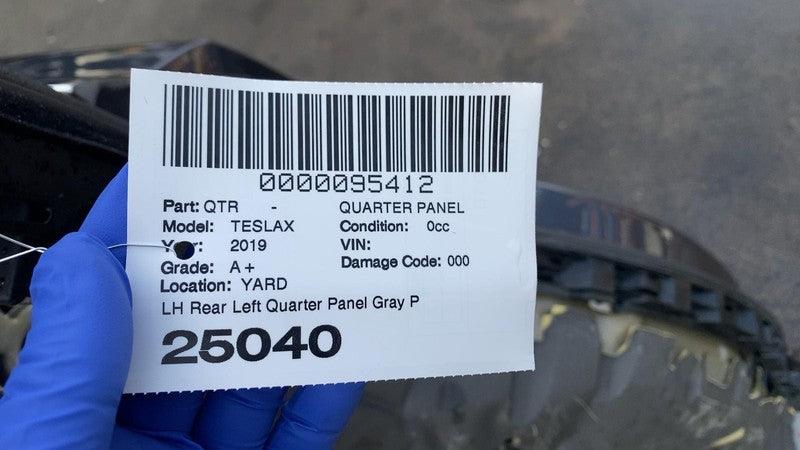 0000095412
Part: QTR - QUARTER PANEL
Model: TESLAX Condition: 0cc
Year: 2019 VIN:
Grade: A+ Damage Code: 000
Location: YARD
LH Rear Left Quarter Panel Gray P
25040